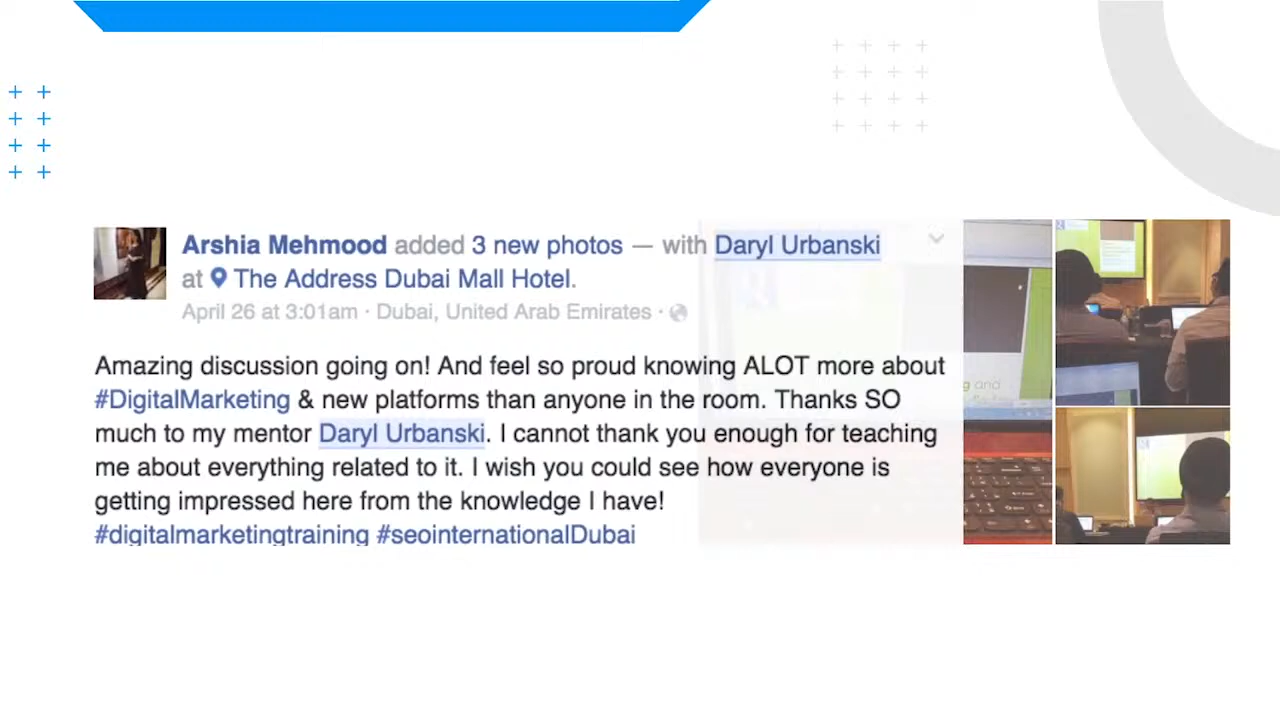 Arshia Mehmood added 3 new photos — with Daryl Urbanski
at The Address Dubai Mall Hotel.
April 26 at 3:01am · Dubai, United Arab Emirates ·
Amazing discussion going on! And feel so proud knowing ALOT more about
#DigitalMarketing & new platforms than anyone in the room. Thanks SO
much to my mentor Daryl Urbanski. I cannot thank you enough for teaching
me about everything related to it. I wish you could see how everyone is
getting impressed here from the knowledge I have!
#digitalmarketingtraining #seointernationalDubai
and